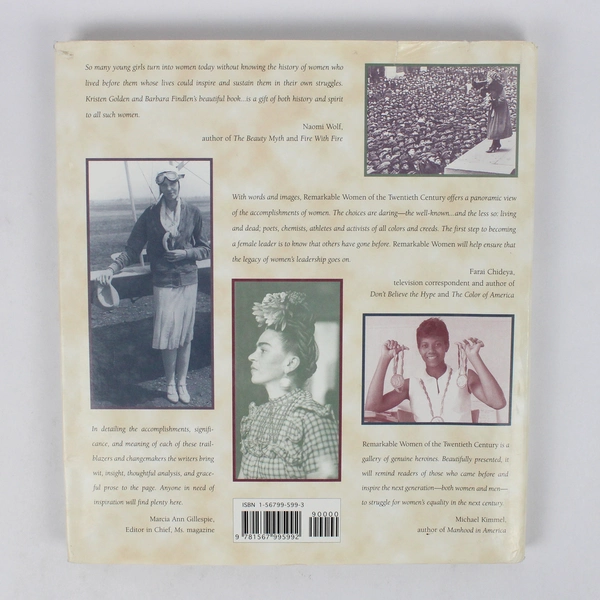 So many young girls turn into women today without knowing the history of women who
lived before them whose lives could inspire and sustain them in their own struggles.
Kristen Golden and Barbara Findlen's beautiful book...is a gift of both history and spirit
to all such women.
Naomi Wolf,
author of The Beauty Myth and Fire With Fire
With words and images, Remarkable Women of the Twentieth Century offers a panoramic view
of the accomplishments of women. The choices are daring—the well-known...and the less so: living
and dead; poets, chemists, athletes and activists of all colors and creeds. The first step to becoming
a female leader is to know that others have gone before. Remarkable Women will help ensure that
the legacy of women's leadership goes on.
Farai Chideya,
television correspondent and author of
Don't Believe the Hype and The Color of America
In detailing the accomplishments, signifi-
cance, and meaning of each of these trail-
blazers and changemakers the writers bring
wit, insight, thoughtful analysis, and grace-
ful prose to the page. Anyone in need of
inspiration will find plenty here.
Marcia Ann Gillespie,
Editor in Chief, Ms. magazine
Remarkable Women of the Twentieth Century is a
gallery of genuine heroines. Beautifully presented, it
will remind readers of those who came before and
inspire the next generation—both women and men—
to struggle for women's equality in the next century.
Michael Kimmel,
author of Manhood in America
ISBN 1-56799-599-3
90000
9 781567 995992